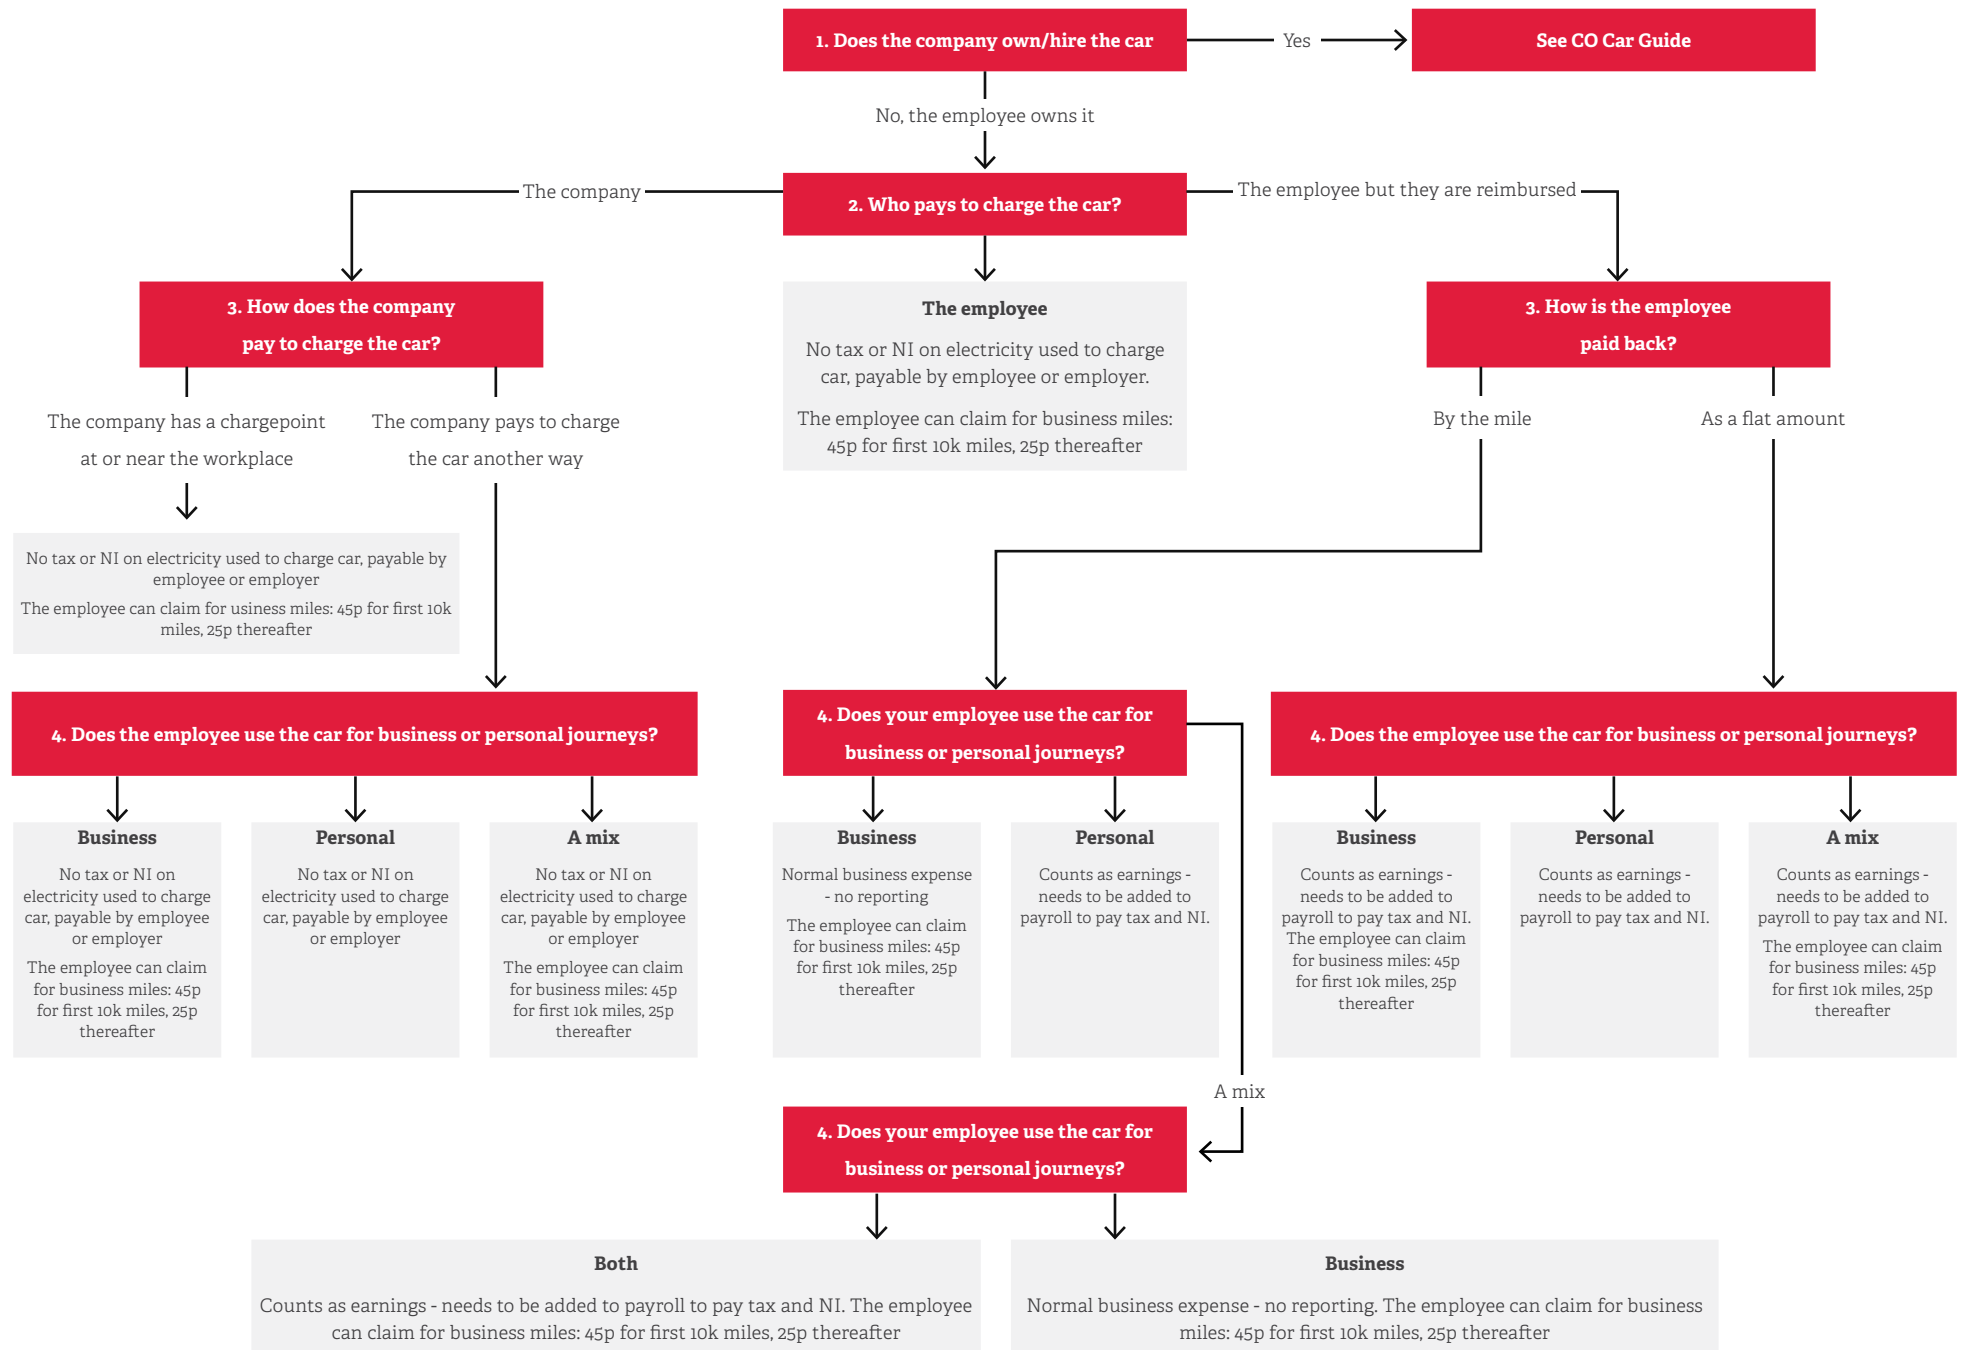 1. Does the company own/hire the car
Yes
See CO Car Guide
No, the employee owns it
The company
2. Who pays to charge the car?
The employee but they are reimbursed
3. How does the company
pay to charge the car?
The employee
No tax or NI on electricity used to charge
car, payable by employee or employer.
The employee can claim for business miles:
45p for first 10k miles, 25p thereafter
3. How is the employee
paid back?
The company has a chargepoint
at or near the workplace
The company pays to charge
the car another way
By the mile
As a flat amount
No tax or NI on electricity used to charge car, payable by
employee or employer
The employee can claim for usiness miles: 45p for first 10k
miles, 25p thereafter
4. Does the employee use the car for business or personal journeys?
4. Does your employee use the car for
business or personal journeys?
4. Does the employee use the car for business or personal journeys?
Business
No tax or NI on
electricity used to charge
car, payable by employee
or employer
The employee can claim
for business miles: 45p
for first 10k miles, 25p
thereafter
Personal
No tax or NI on
electricity used to charge
car, payable by employee
or employer
A mix
No tax or NI on
electricity used to charge
car, payable by employee
or employer
The employee can claim
for business miles: 45p
for first 10k miles, 25p
thereafter
Business
Normal business expense
- no reporting
The employee can claim
for business miles: 45p
for first 10k miles, 25p
thereafter
Personal
Counts as earnings -
needs to be added to
payroll to pay tax and NI.
Business
Counts as earnings -
needs to be added to
payroll to pay tax and NI.
The employee can claim
for business miles: 45p
for first 10k miles, 25p
thereafter
Personal
Counts as earnings -
needs to be added to
payroll to pay tax and NI.
A mix
Counts as earnings -
needs to be added to
payroll to pay tax and NI.
The employee can claim
for business miles: 45p
for first 10k miles, 25p
thereafter
A mix
4. Does your employee use the car for
business or personal journeys?
Both
Counts as earnings - needs to be added to payroll to pay tax and NI. The employee
can claim for business miles: 45p for first 10k miles, 25p thereafter
Business
Normal business expense - no reporting. The employee can claim for business
miles: 45p for first 10k miles, 25p thereafter